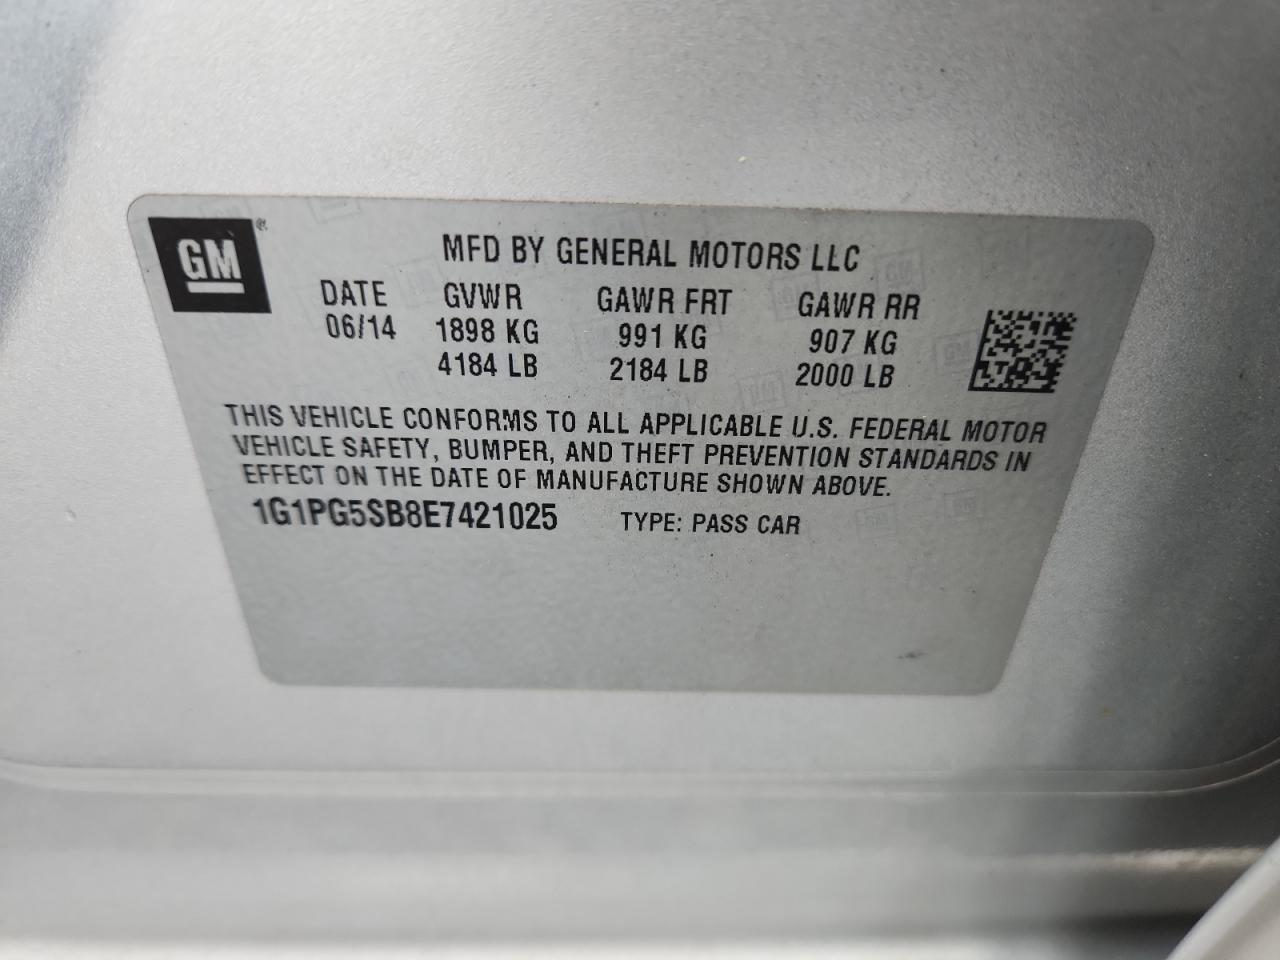 GM®
MFD BY GENERAL MOTORS LLC
DATE GVWR GAWR FRT GAWR RR
06/14 1898 KG 991 KG 907 KG
4184 LB 2184 LB 2000 LB
THIS VEHICLE CONFORMS TO ALL APPLICABLE U.S. FEDERAL MOTOR
VEHICLE SAFETY, BUMPER, AND THEFT PREVENTION STANDARDS IN
EFFECT ON THE DATE OF MANUFACTURE SHOWN ABOVE.
1G1PG5SB8E7421025 TYPE: PASS CAR